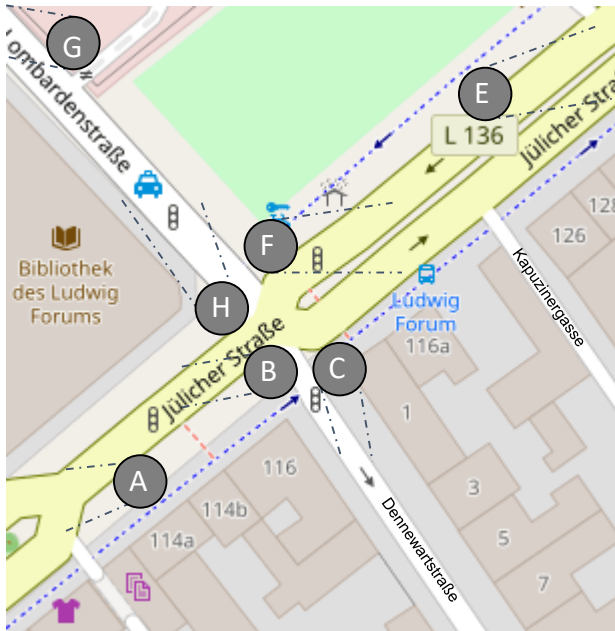 G
Lombardenstraße
E
L 136
Jülicher Stra
128
126
Kapuzinergasse
Bibliothek
des Ludwig
Forums
F
H
Ludwig
Forum
116a
Jülicher Straße
B
C
1
A
116
114b
114a
3
5
7
Dennewartstraße